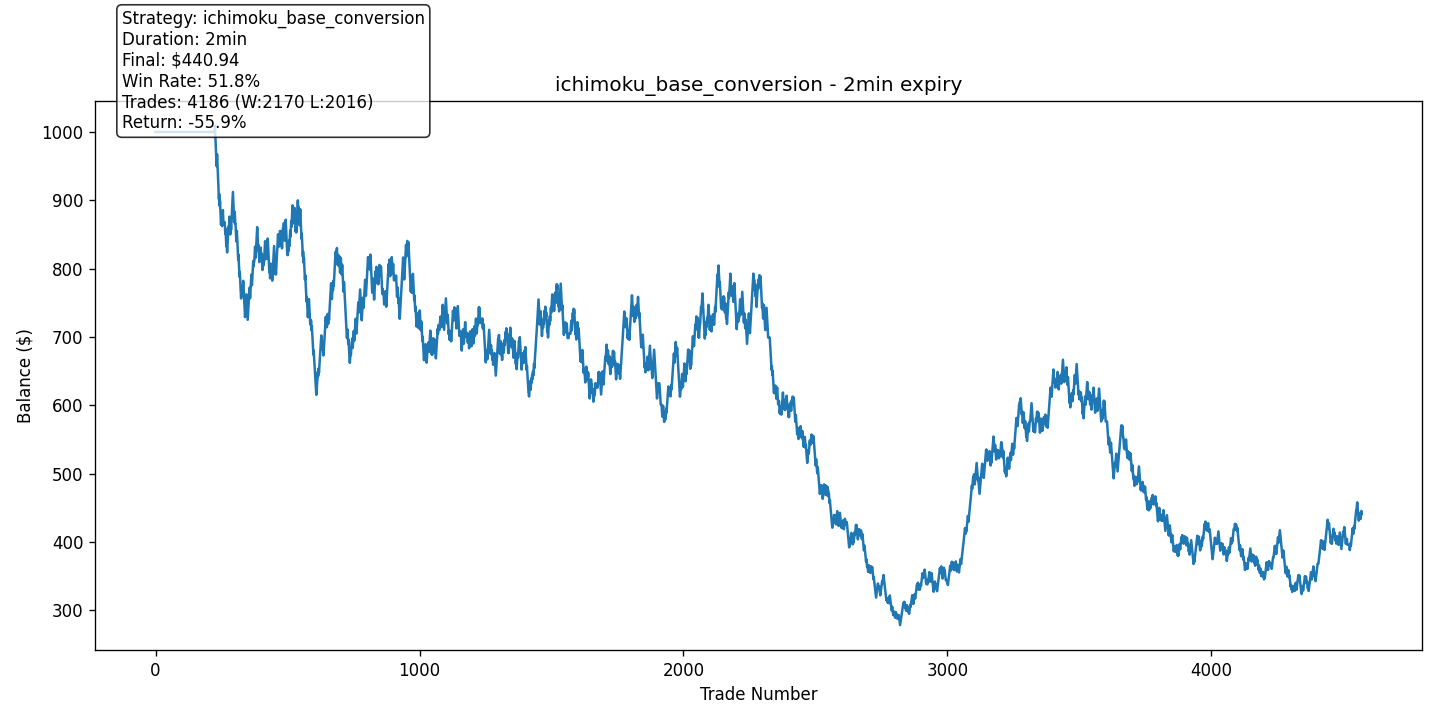 Strategy: ichimoku_base_conversion
Duration: 2min
Final: $440.94
Win Rate: 51.8%
Trades: 4186 (W:2170 L:2016)
Return: -55.9%
ichimoku_base_conversion - 2min expiry
1000
900
800
700
600
500
400
300
Balance ($)
0
1000
2000
3000
4000
Trade Number